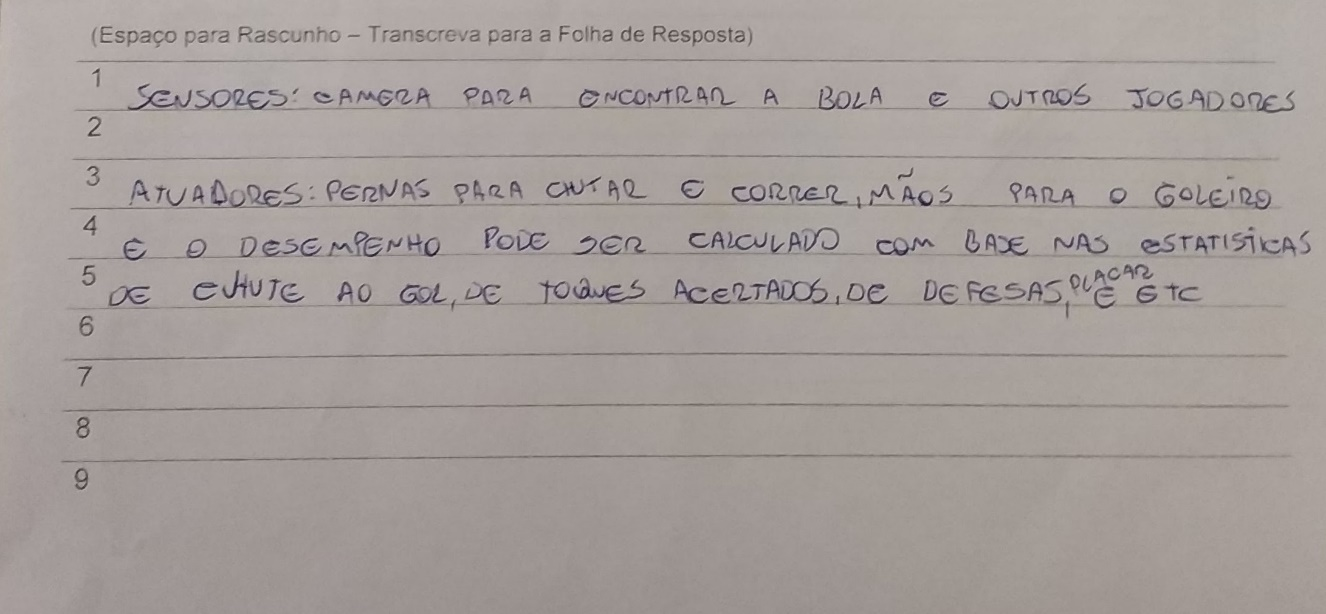 (Espaço para Rascunho – Transcreva para a Folha de Resposta)
1 SENSORES: CAMERA PARA ENCONTRAR A BOLA E OUTROS JOGADORES
2
3 ATUADORES: PERNAS PARA CHUTAR E CORRER, MÃOS PARA O GOLEIRO
4 E O DESEMPENHO PODE SER CALCULADO COM BASE NAS ESTATISTICAS
5 DE CHUTE AO GOL, DE TOQUES ACERTADOS, DE DEFESAS, PLACAR E ETC
6
7
8
9